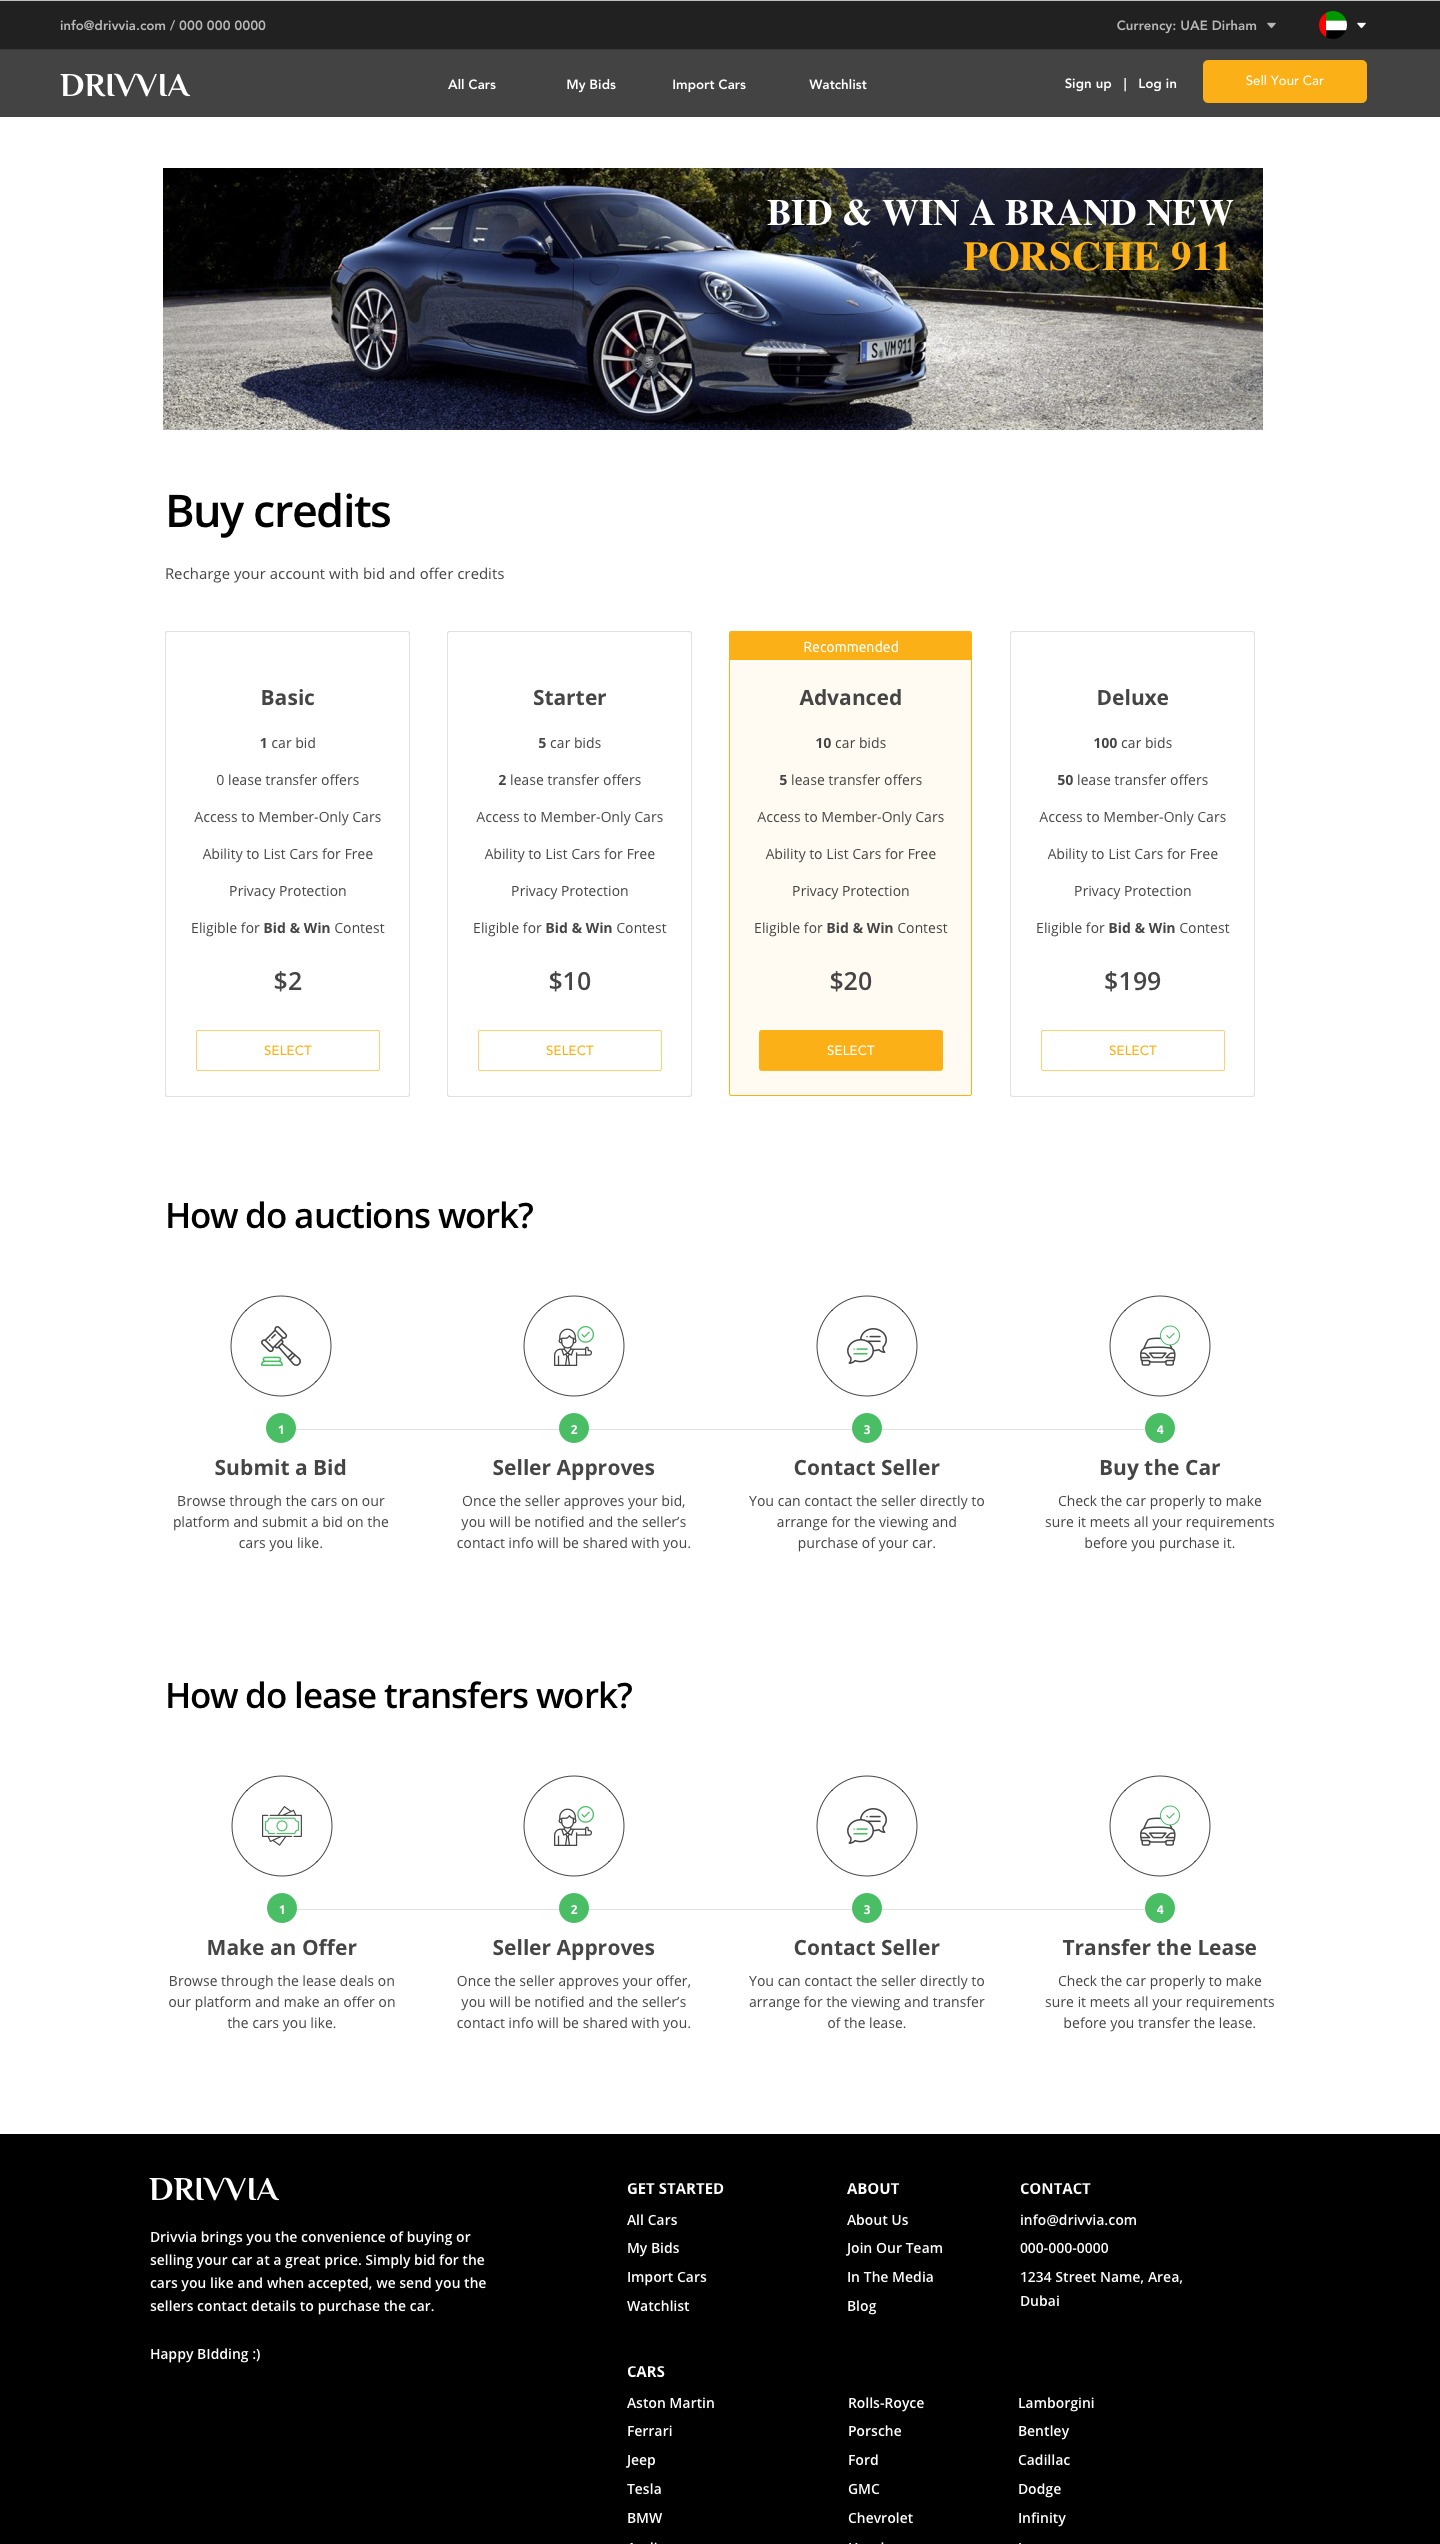 info@drivvia.com / 000 000 0000
Currency: UAE Dirham
DRIVVIA
All Cars
My Bids
Import Cars
Watchlist
Sign up | Log in
Sell Your Car
BID & WIN A BRAND NEW
PORSCHE 911
S VM 911
Buy credits
Recharge your account with bid and offer credits
Basic
1 car bid
0 lease transfer offers
Access to Member-Only Cars
Ability to List Cars for Free
Privacy Protection
Eligible for Bid & Win Contest
$2
SELECT
Starter
5 car bids
2 lease transfer offers
Access to Member-Only Cars
Ability to List Cars for Free
Privacy Protection
Eligible for Bid & Win Contest
$10
SELECT
Recommended
Advanced
10 car bids
5 lease transfer offers
Access to Member-Only Cars
Ability to List Cars for Free
Privacy Protection
Eligible for Bid & Win Contest
$20
SELECT
Deluxe
100 car bids
50 lease transfer offers
Access to Member-Only Cars
Ability to List Cars for Free
Privacy Protection
Eligible for Bid & Win Contest
$199
SELECT
How do auctions work?
1
Submit a Bid
Browse through the cars on our
platform and submit a bid on the
cars you like.
2
Seller Approves
Once the seller approves your bid,
you will be notified and the seller’s
contact info will be shared with you.
3
Contact Seller
You can contact the seller directly to
arrange for the viewing and
purchase of your car.
4
Buy the Car
Check the car properly to make
sure it meets all your requirements
before you purchase it.
How do lease transfers work?
1
Make an Offer
Browse through the lease deals on
our platform and make an offer on
the cars you like.
2
Seller Approves
Once the seller approves your offer,
you will be notified and the seller’s
contact info will be shared with you.
3
Contact Seller
You can contact the seller directly to
arrange for the viewing and transfer
of the lease.
4
Transfer the Lease
Check the car properly to make
sure it meets all your requirements
before you transfer the lease.
DRIVVIA
Drivvia brings you the convenience of buying or
selling your car at a great price. Simply bid for the
cars you like and when accepted, we send you the
sellers contact details to purchase the car.
Happy BIdding :)
GET STARTED
All Cars
My Bids
Import Cars
Watchlist
ABOUT
About Us
Join Our Team
In The Media
Blog
CONTACT
info@drivvia.com
000-000-0000
1234 Street Name, Area,
Dubai
CARS
Aston Martin
Ferrari
Jeep
Tesla
BMW
Rolls-Royce
Porsche
Ford
GMC
Chevrolet
Lamborgini
Bentley
Cadillac
Dodge
Infinity